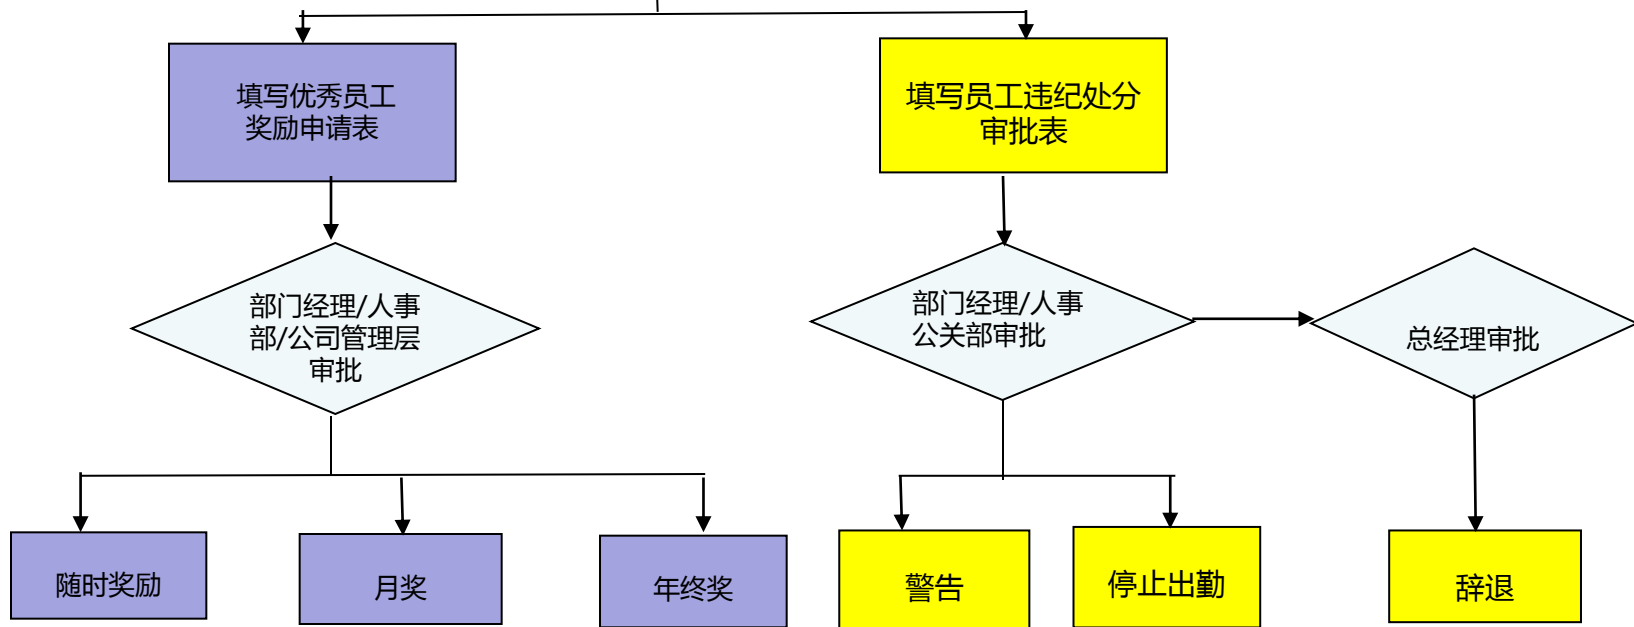 填写优秀员工
奖励申请表
填写员工违纪处分
审批表
部门经理/人事
部/公司管理层
审批
部门经理/人事
公关部审批
总经理审批
随时奖励
月奖
年终奖
警告
停止出勤
辞退